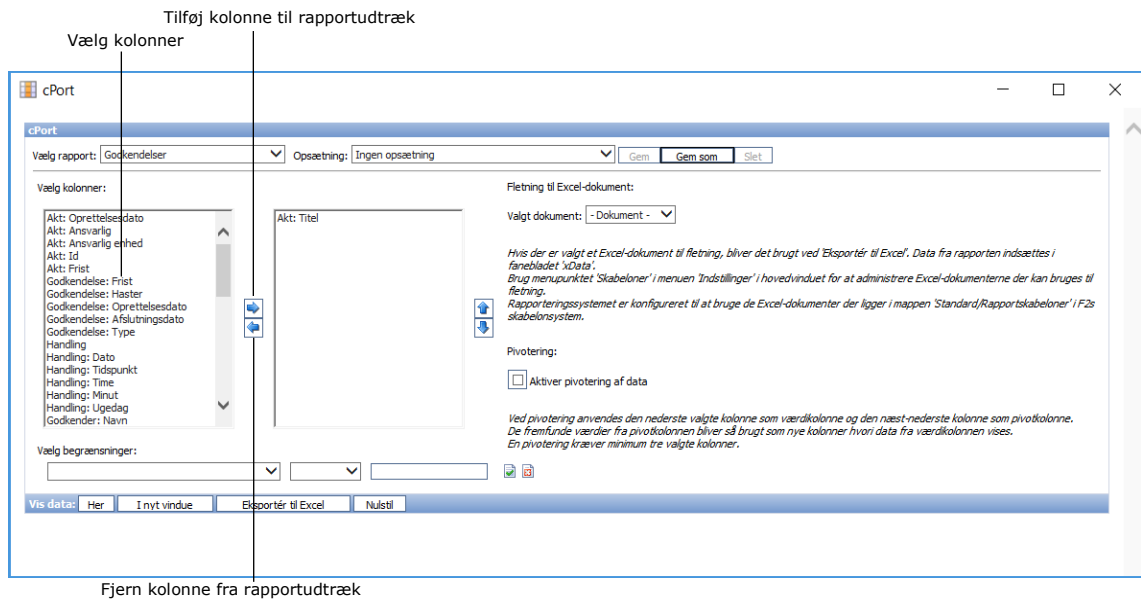 Tilføj kolonne til rapportudtræk
Vælg kolonner
cPort
cPort
Vælg rapport: Godkendelser Opsætning: Ingen opsætning Gem Gem som Slet
Vælg kolonner:
Akt: Oprettelsesdato
Akt: Ansvarlig
Akt: Ansvarlig enhed
Akt: Id
Akt: Frist
Godkendelse: Frist
Godkendelse: Haster
Godkendelse: Oprettelsesdato
Godkendelse: Afslutningsdato
Godkendelse: Type
Handling
Handling: Dato
Handling: Tidspunkt
Handling: Time
Handling: Minut
Handling: Ugedag
Godkender: Navn
Akt: Titel
Fletning til Excel-dokument:
Valgt dokument: - Dokument -
Hvis der er valgt et Excel-dokument til fletning, bliver det brugt ved 'Eksportér til Excel'. Data fra rapporten indsættes i
fanebladet 'xData'.
Brug menupunktet 'Skabeloner' i menuen 'Indstillinger' i hovedvinduet for at administrere Excel-dokumenterne der kan bruges til
fletning.
Rapporteringssystemet er konfigureret til at bruge de Excel-dokumenter der ligger i mappen 'Standard/Rapportskabeloner' i F2s
skabelonsystem.
Pivotering:
Aktiver pivotering af data
Ved pivotering anvendes den nederste valgte kolonne som værdikolonne og den næst-nederste kolonne som pivotkolonne.
De fremfundne værdier fra pivotkolonnen bliver så brugt som nye kolonner hvori data fra værdikolonnen vises.
En pivotering kræver minimum tre valgte kolonner.
Vælg begrænsninger:
Vis data: Her I nyt vindue Eksportér til Excel Nulstil
Fjern kolonne fra rapportudtræk